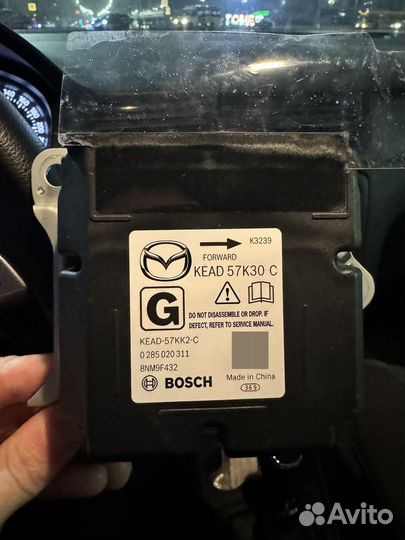 K3239
FORWARD
KEAD 57K30 C
G
DO NOT DISASSEMBLE OR DROP. IF
DEFECT, REFER TO SERVICE MANUAL.
KEAD-57KK2-C
0 285 020 311
8NM9F432
BOSCH
Made in China
Avito